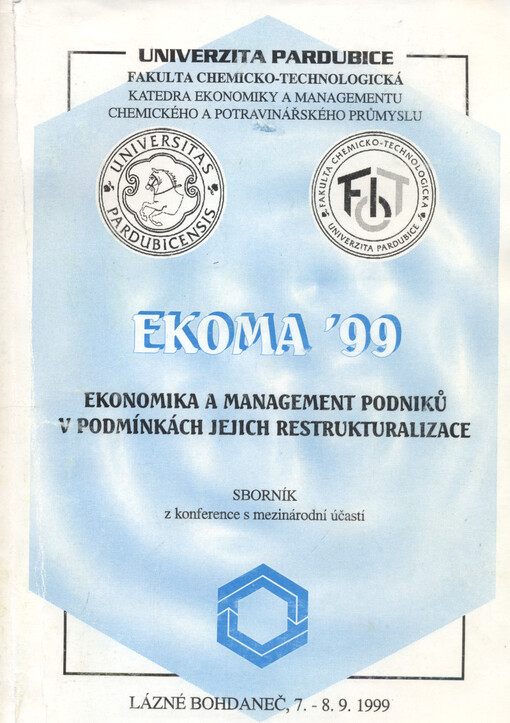 UNIVERZITA PARDUBICE
FAKULTA CHEMICKO-TECHNOLOGICKÁ
KATEDRA EKONOMIKY A MANAGEMENTU
CHEMICKÉHO A POTRAVINÁŘSKÉHO PRŮMYSLU
UNIVERSITAS PARDUBICENSIS
FAKULTA CHEMICKO-TECHNOLOGICKÁ
FChT
UNIVERZITA PARDUBICE
EKOMA '99
EKONOMIKA A MANAGEMENT PODNIKŮ
V PODMÍNKÁCH JEJICH RESTRUKTURALIZACE
SBORNÍK
z konference s mezinárodní účastí
LÁZNÉ BOHDANEČ, 7. - 8. 9. 1999